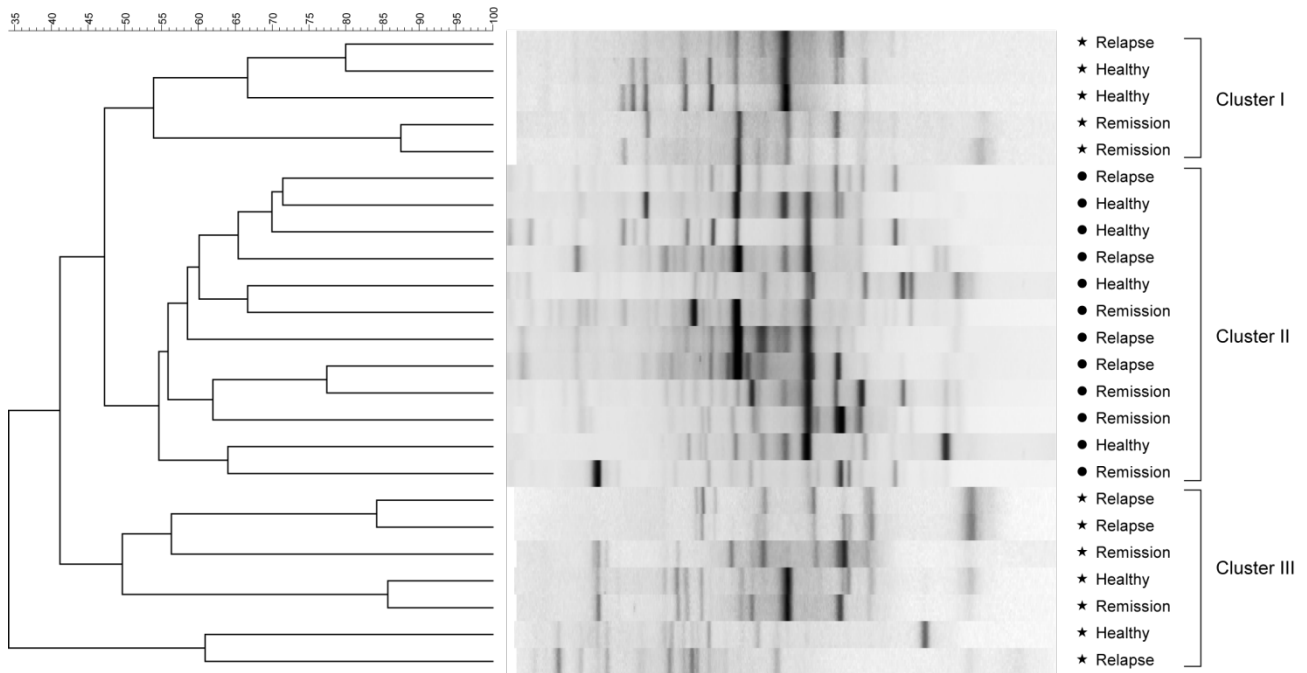 35 40 45 50 55 60 65 70 75 80 85 90 95 100
★ Relapse
★ Healthy
★ Healthy
★ Remission
★ Remission
Cluster I
● Relapse
● Healthy
● Healthy
● Relapse
● Healthy
● Remission
● Relapse
● Relapse
● Remission
● Remission
● Healthy
● Remission
Cluster II
★ Relapse
★ Relapse
★ Remission
★ Healthy
★ Remission
★ Healthy
★ Relapse
Cluster III